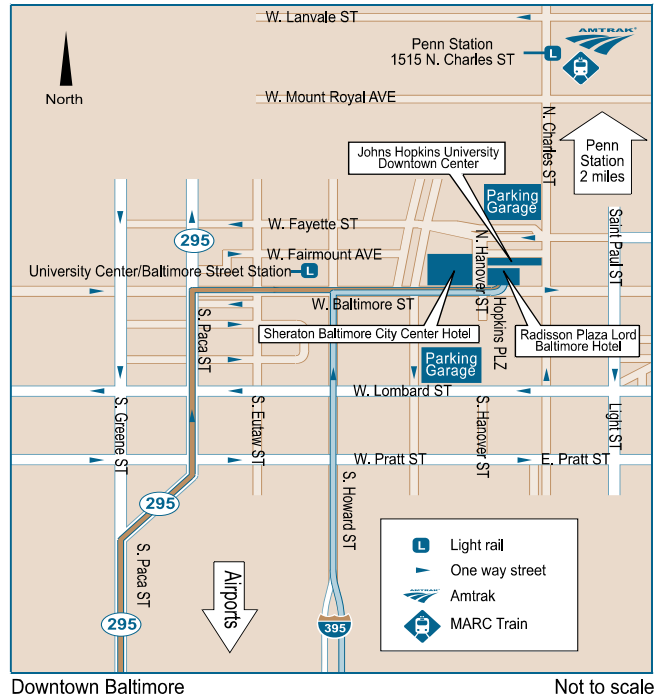 W. Lanvale ST
AMTRAK
Penn Station
1515 N. Charles ST
L
North
W. Mount Royal AVE
N. Charles ST
Penn
Station
2 miles
Johns Hopkins University
Downtown Center
Parking
Garage
Saint Paul ST
W. Fayette ST
295
N. Hanover ST
W. Fairmount AVE
University Center/Baltimore Street Station
L
W. Baltimore ST
Hopkins PLZ
S. Paca ST
Sheraton Baltimore City Center Hotel
Radisson Plaza Lord
Baltimore Hotel
Parking
Garage
W. Lombard ST
S. Greene ST
S. Eutaw ST
S. Hanover ST
Light ST
W. Pratt ST
E. Pratt ST
295
S. Howard ST
S. Paca ST
Airports
295
395
L
Light rail
One way street
AMTRAK
Amtrak
MARC Train
Downtown Baltimore
Not to scale